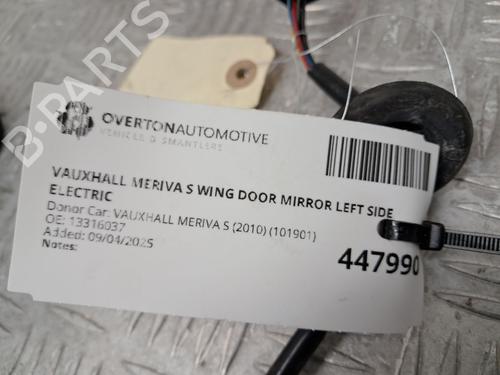 OVERTONAUTOMOTIVE
VEHICLE DISMANTLERS
VAUXHALL MERIVA S WING DOOR MIRROR LEFT SIDE
ELECTRIC
Donor Car: VAUXHALL MERIVA S (2010) (101901)
OE: 13316037
Added: 09/04/2025
Notes:
447990
B-PARTS